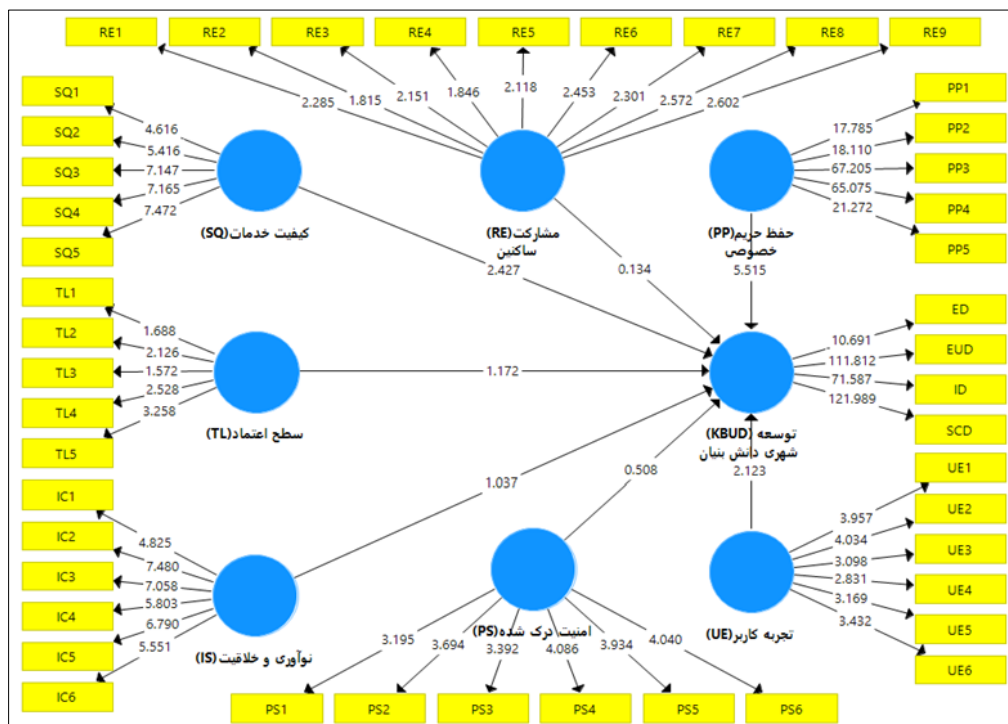 RE1 RE2 RE3 RE4 RE5 RE6 RE7 RE8 RE9
2.285 1.815 2.151 1.846 2.118 2.453 2.301 2.572 2.602
SQ1
SQ2
SQ3
SQ4
SQ5
4.616
5.416
7.147
7.165
7.472
کیفیت خدمات(SQ)
مشارکت(RE)
ساکنین
حفظ حریم(PP)
خصوصی
17.785
18.110
67.205
65.075
21.272
PP1
PP2
PP3
PP4
PP5
2.427
0.134
5.515
TL1
TL2
TL3
TL4
TL5
1.688
2.126
1.572
2.528
3.258
سطح اعتماد(TL)
1.172
توسعه (KBUD)
شهری دانش بنیان
10.691
111.812
71.587
121.989
ED
EUD
ID
SCD
1.037
0.508
2.123
IC1
IC2
IC3
IC4
IC5
IC6
4.825
7.480
7.058
5.803
6.790
5.551
نوآوری و خلاقیت(IS)
امنیت درک شده(PS)
تجربه کاربر(UE)
3.957
4.034
3.098
2.831
3.169
3.432
UE1
UE2
UE3
UE4
UE5
UE6
3.195 3.694 3.392 4.086 3.934 4.040
PS1 PS2 PS3 PS4 PS5 PS6